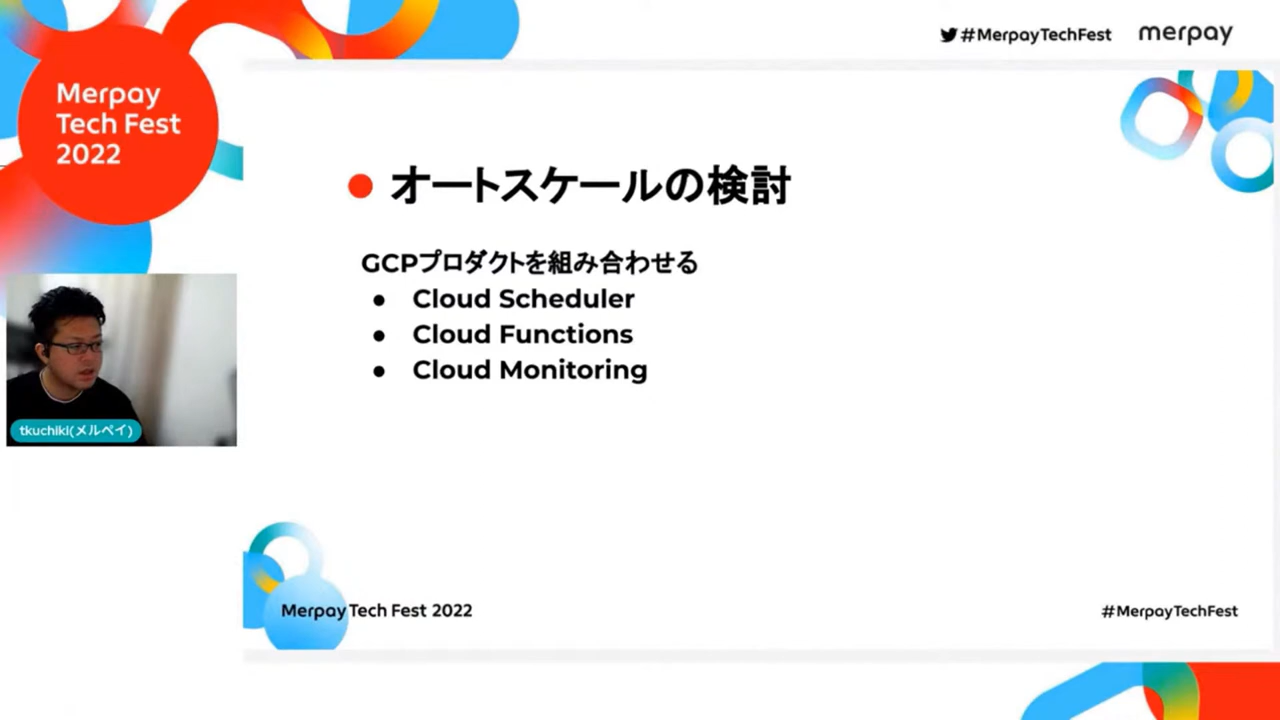 Merpay
Tech Fest
2022
#MerpayTechFest
merpay
オートスケールの検討
GCPプロダクトを組み合わせる
● Cloud Scheduler
● Cloud Functions
● Cloud Monitoring
tkuchiki(メルペイ)
Merpay Tech Fest 2022
#MerpayTechFest